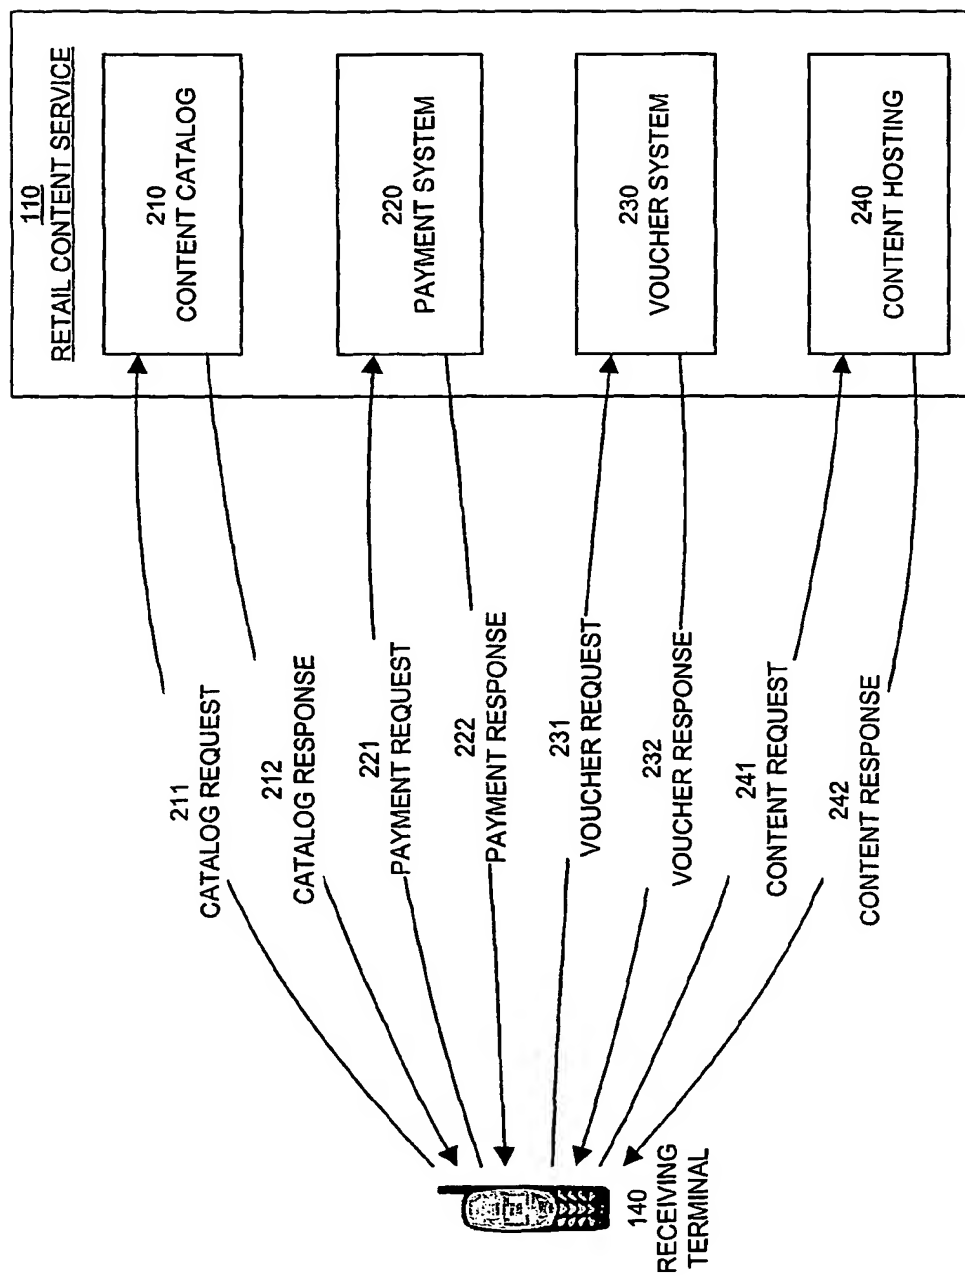 110
RETAIL CONTENT SERVICE
210
CONTENT CATALOG
220
PAYMENT SYSTEM
230
VOUCHER SYSTEM
240
CONTENT HOSTING
211
CATALOG REQUEST
212
CATALOG RESPONSE
221
PAYMENT REQUEST
222
PAYMENT RESPONSE
231
VOUCHER REQUEST
232
VOUCHER RESPONSE
241
CONTENT REQUEST
242
CONTENT RESPONSE
140
RECEIVING
TERMINAL